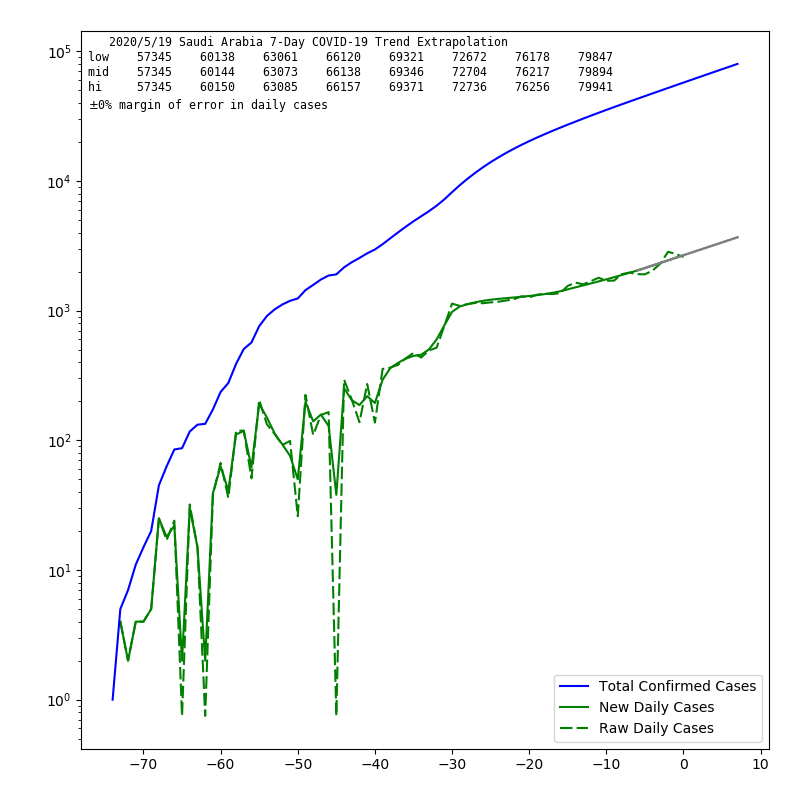 2020/5/19 Saudi Arabia 7-Day COVID-19 Trend Extrapolation
low 57345 60138 63061 66120 69321 72672 76178 79847
mid 57345 60144 63073 66138 69346 72704 76217 79894
hi 57345 60150 63085 66157 69371 72736 76256 79941
±0% margin of error in daily cases
10⁵
10⁴
10³
10²
10¹
10⁰
Total Confirmed Cases
New Daily Cases
Raw Daily Cases
−70 −60 −50 −40 −30 −20 −10 0 10